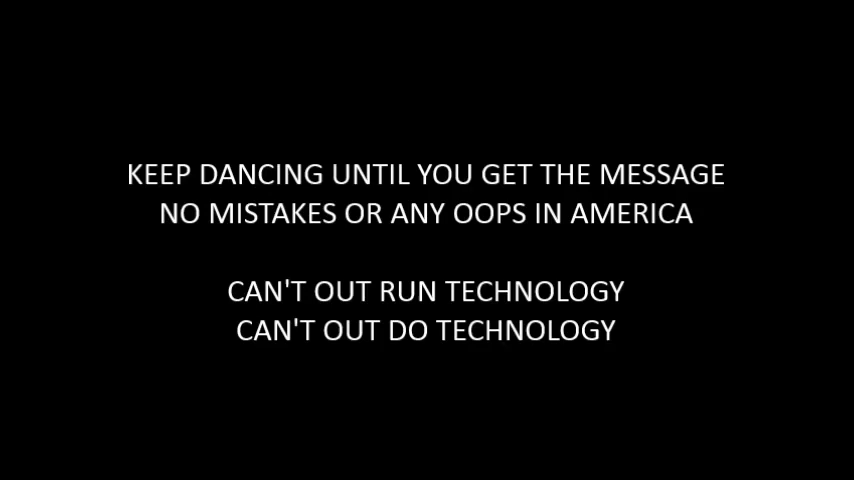 KEEP DANCING UNTIL YOU GET THE MESSAGE
NO MISTAKES OR ANY OOPS IN AMERICA
CAN'T OUT RUN TECHNOLOGY
CAN'T OUT DO TECHNOLOGY